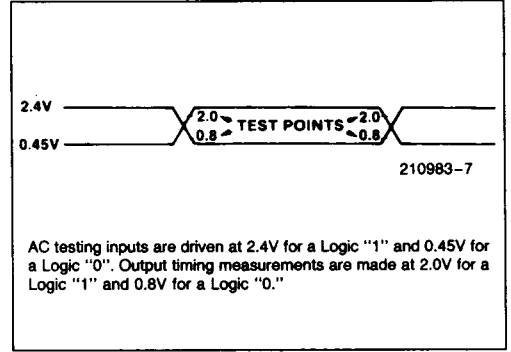 2.4V
2.0 TEST POINTS 2.0
0.8 0.8
0.45V
210983-7
AC testing inputs are driven at 2.4V for a Logic "1" and 0.45V for
a Logic "0". Output timing measurements are made at 2.0V for a
Logic "1" and 0.8V for a Logic "0."